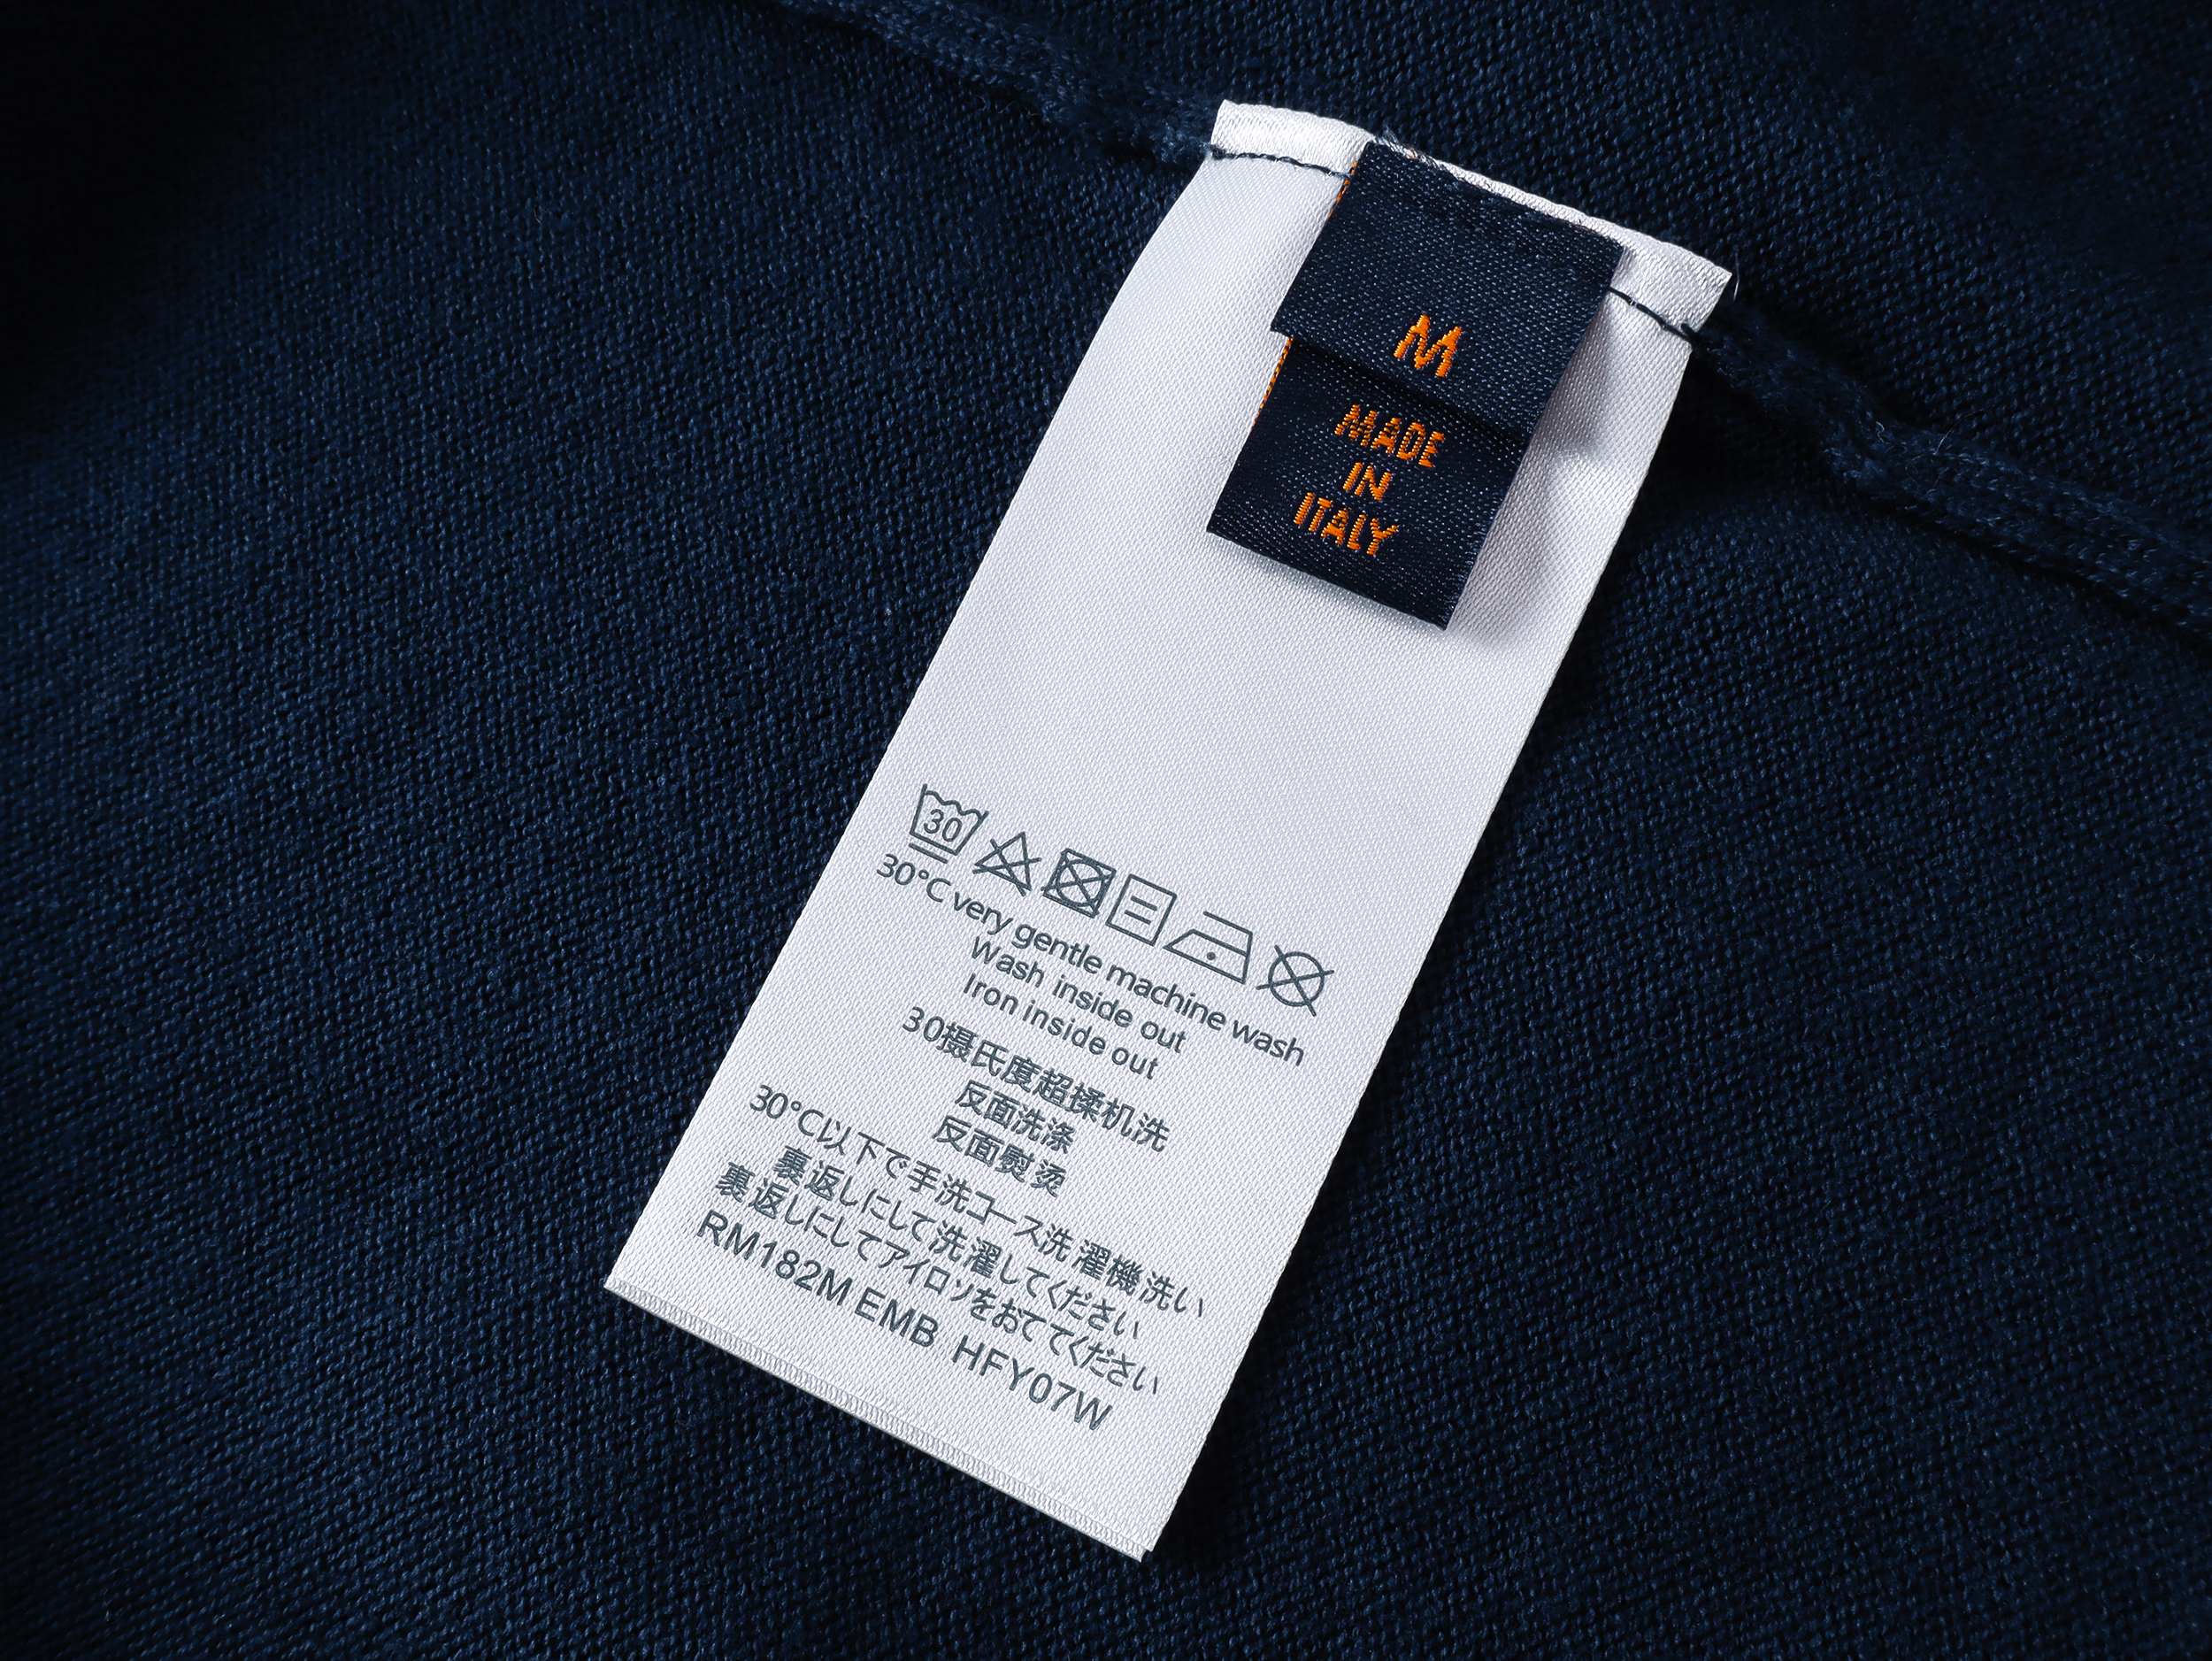 M
MADE
IN
ITALY
30
30°C very gentle machine wash
Wash inside out
Iron inside out
30摄氏度超揉机洗
反面洗涤
反面熨烫
30°C以下で手洗コース洗濯機洗い
裏返しにして洗濯してください
裏返しにしてアイロンをおててください
RM182M EMB HFY07W